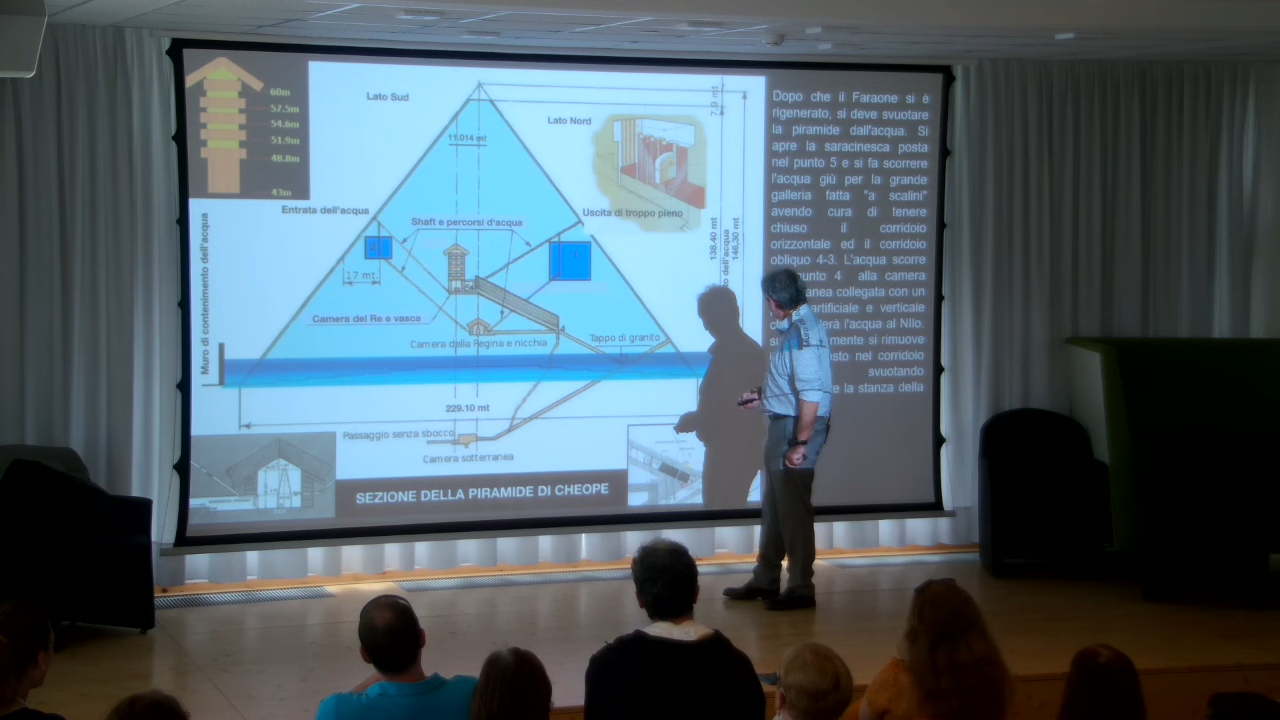 60m
57.5m
54.6m
51.9m
48.8m
43m
Lato Sud
Lato Nord
11.014 mt
7,9 mt
Entrata dell'acqua
Shaft e percorsi d'acqua
Uscita di troppo pieno
Muro di contenimento dell'acqua
17 mt.
138.40 mt
146,30 mt
dell'acqua
Camera del Re e vasca
Camera della Regina e nicchia
4
Tappo di granito
229.10 mt
Passaggio senza sbocco
Camera sotterranea
SEZIONE DELLA PIRAMIDE DI CHEOPE
Dopo che il Faraone si è
rigenerato, si deve svuotare
la piramide dall'acqua. Si
apre la saracinesca posta
nel punto 5 e si fa scorrere
l'acqua giù per la grande
galleria fatta "a scalini"
avendo cura di tenere
chiuso il corridoio
orizzontale ed il corridoio
obliquo 4-3. L'acqua scorre
punto 4 alla camera
anea collegata con un
artificiale e verticale
erà l'acqua al NIlo.
mente si rimuove
osto nel corridoio
svuotando
e la stanza della